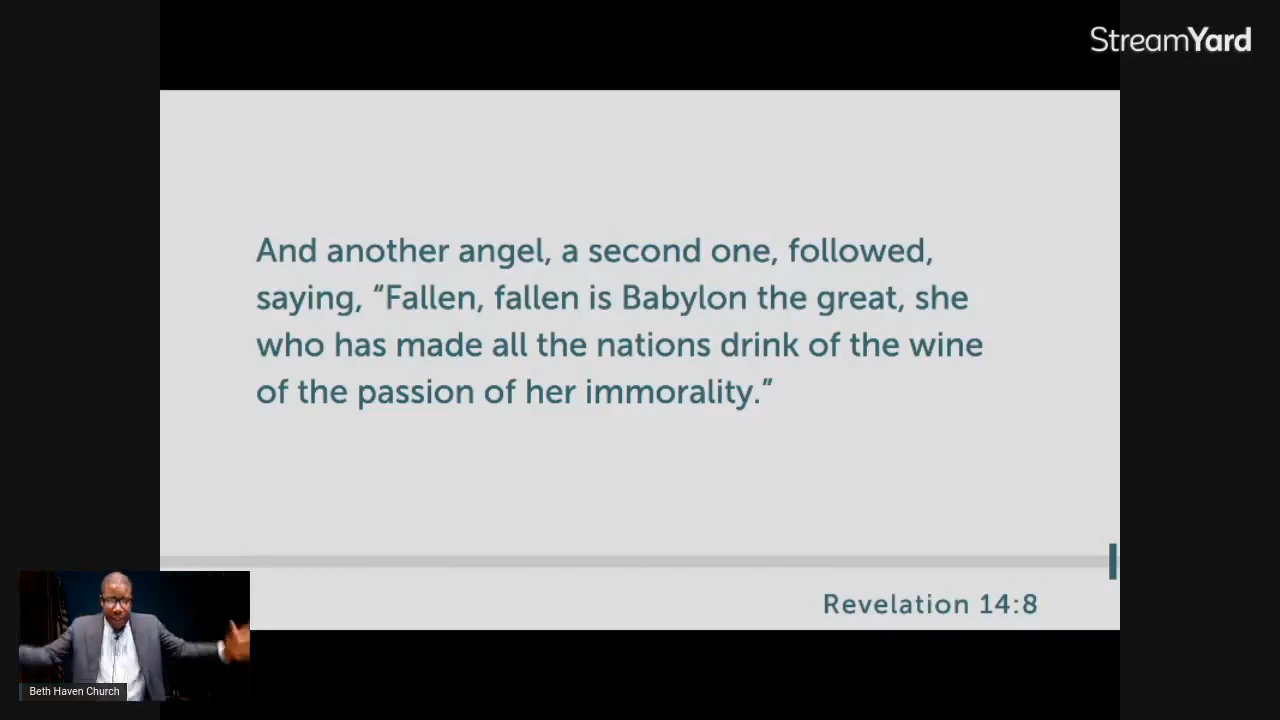 StreamYard
And another angel, a second one, followed,
saying, “Fallen, fallen is Babylon the great, she
who has made all the nations drink of the wine
of the passion of her immorality.”
Revelation 14:8
Beth Haven Church